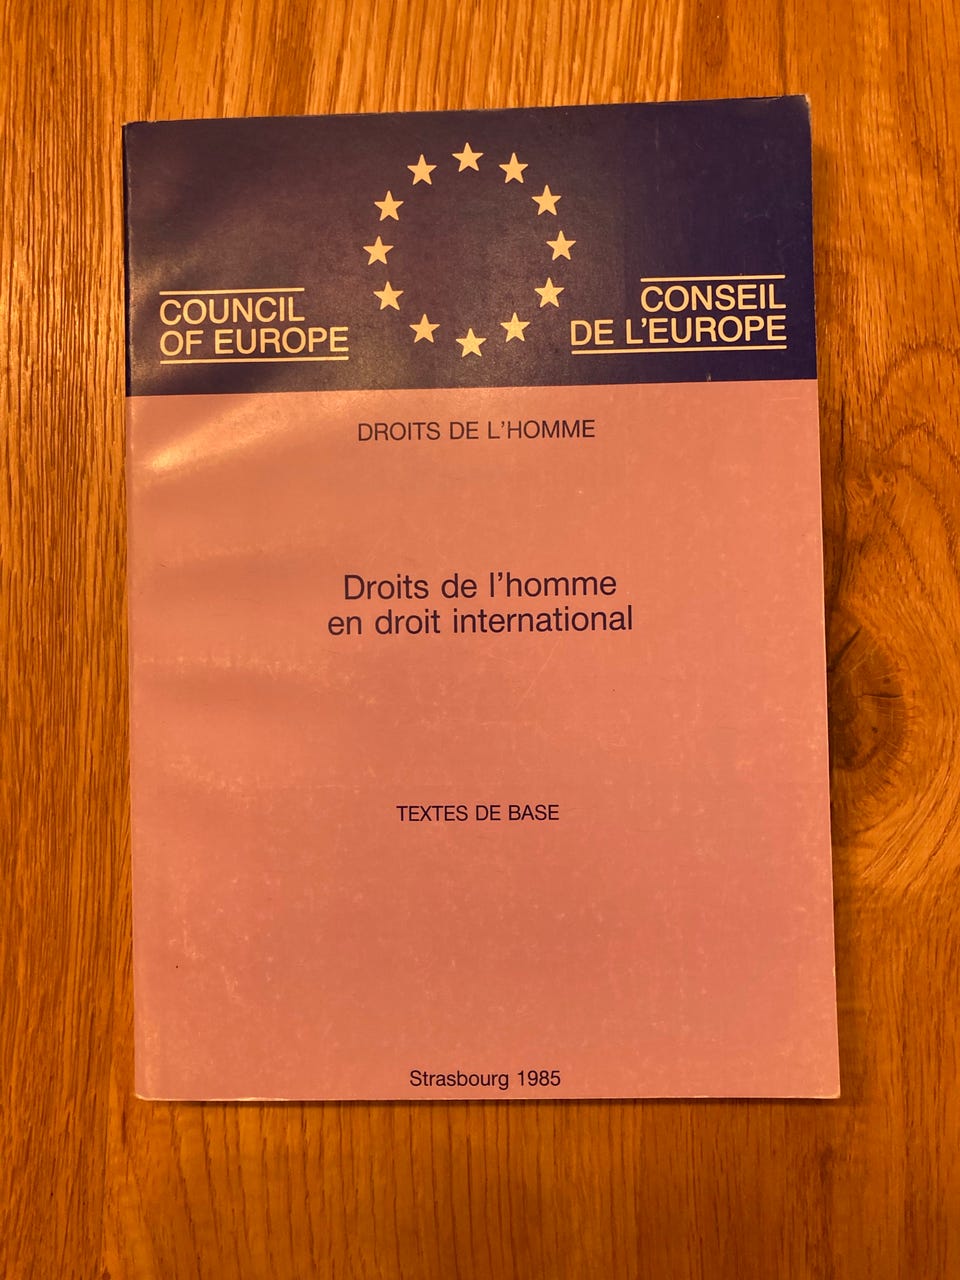 COUNCIL
OF EUROPE
CONSEIL
DE L'EUROPE
DROITS DE L'HOMME
Droits de l'homme
en droit international
TEXTES DE BASE
Strasbourg 1985